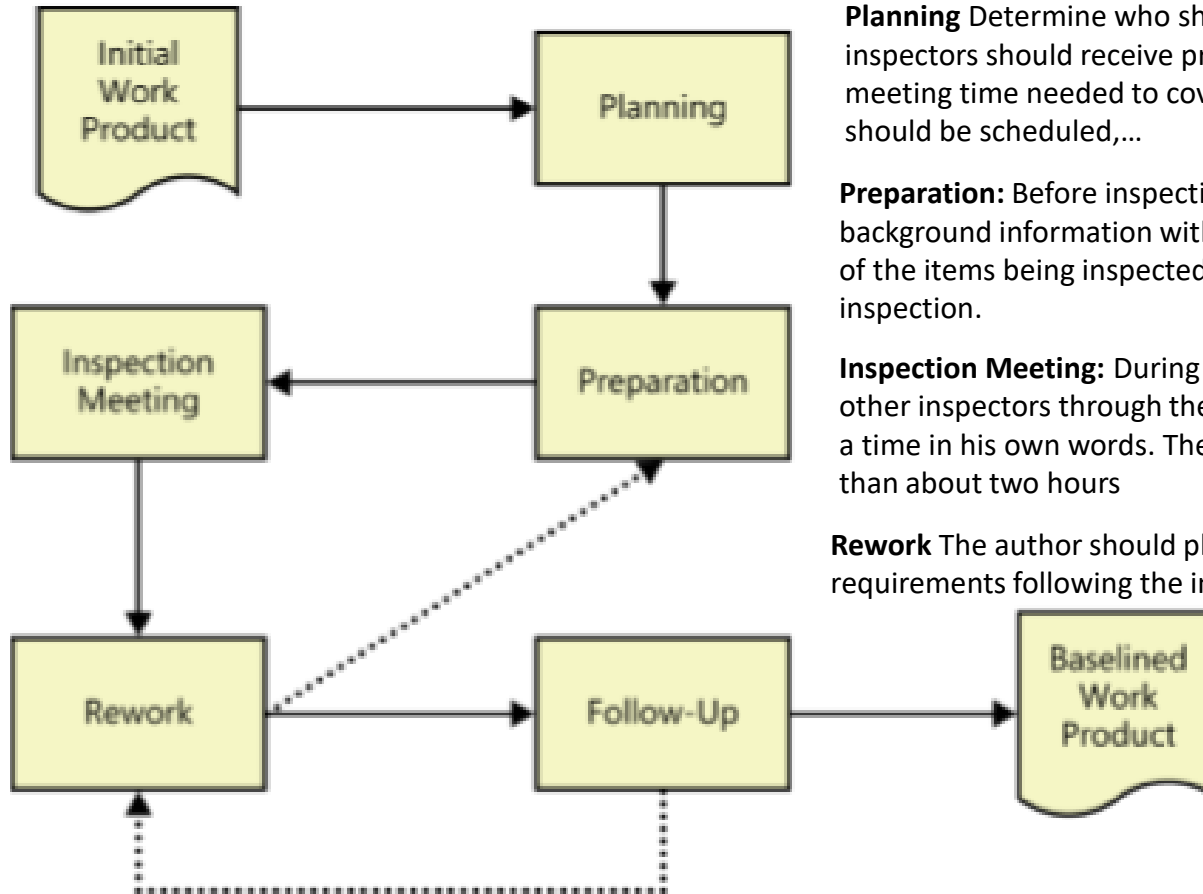 Initial
Work
Product
Planning
Planning Determine who sh
inspectors should receive pr
meeting time needed to cov
should be scheduled,...
Preparation: Before inspecti
background information wit
of the items being inspected
inspection.
Inspection
Meeting
Preparation
Inspection Meeting: During
other inspectors through the
a time in his own words. The
than about two hours
Rework The author should pl
requirements following the i
Rework
Follow-Up
Baselined
Work
Product